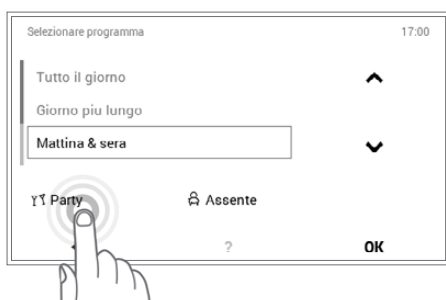 Selezionare programma 17:00
Tutto il giorno
Giorno piu lungo
Mattina & sera
Party Assente
? OK